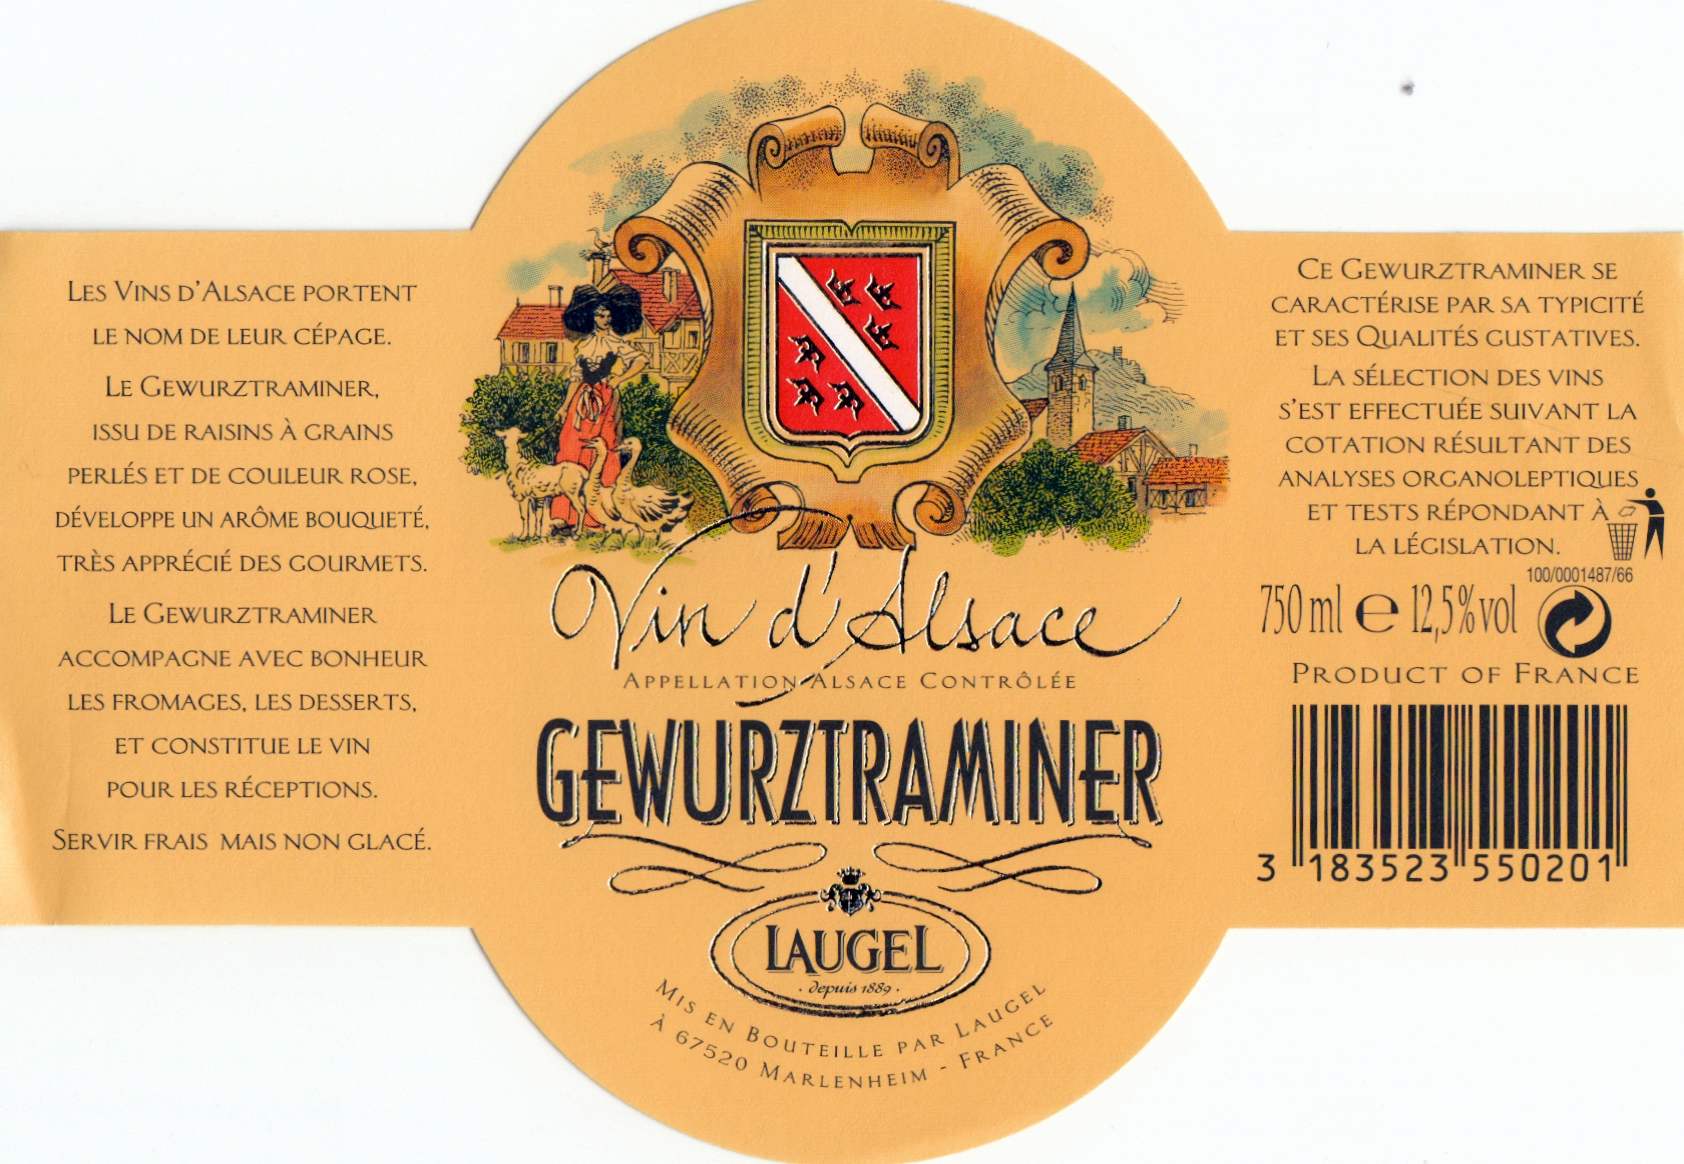 Les Vins d'Alsace portent
le nom de leur cépage.
Le Gewurztraminer,
issu de raisins à grains
perlés et de couleur rose,
développe un arôme bouqueté,
très apprécié des gourmets.
Le Gewurztraminer
accompagne avec bonheur
les fromages, les desserts,
et constitue le vin
pour les réceptions.
Servir frais mais non glacé.
Vin d'Alsace
Appellation Alsace Contrôlée
GEWURZTRAMINER
LAUGEL
· depuis 1889 ·
Mis en Bouteille par Laugel
à 67520 Marlenheim - France
Ce Gewurztraminer se
caractérise par sa typicité
et ses Qualités gustatives.
La sélection des vins
s'est effectuée suivant la
cotation résultant des
analyses organoleptiques
et tests répondant à
la législation.
100/0001487/66
750 ml e 12,5% vol
Product of France
3 183523 550201